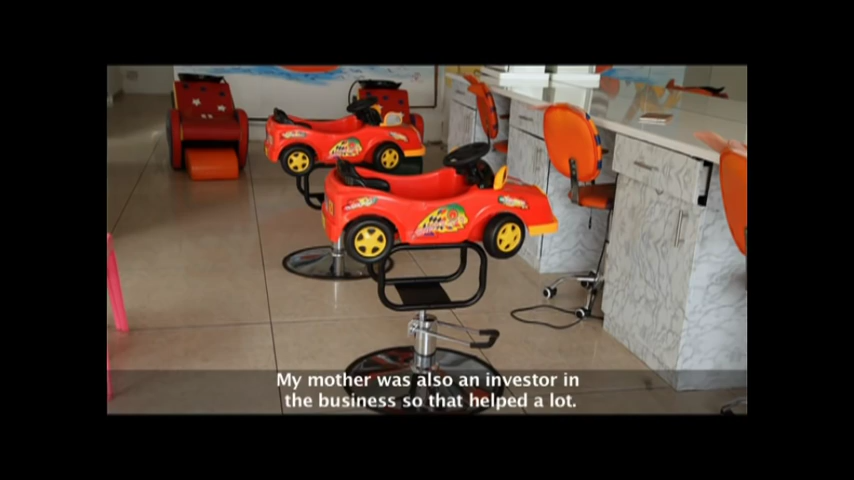 My mother was also an investor in
the business so that helped a lot.